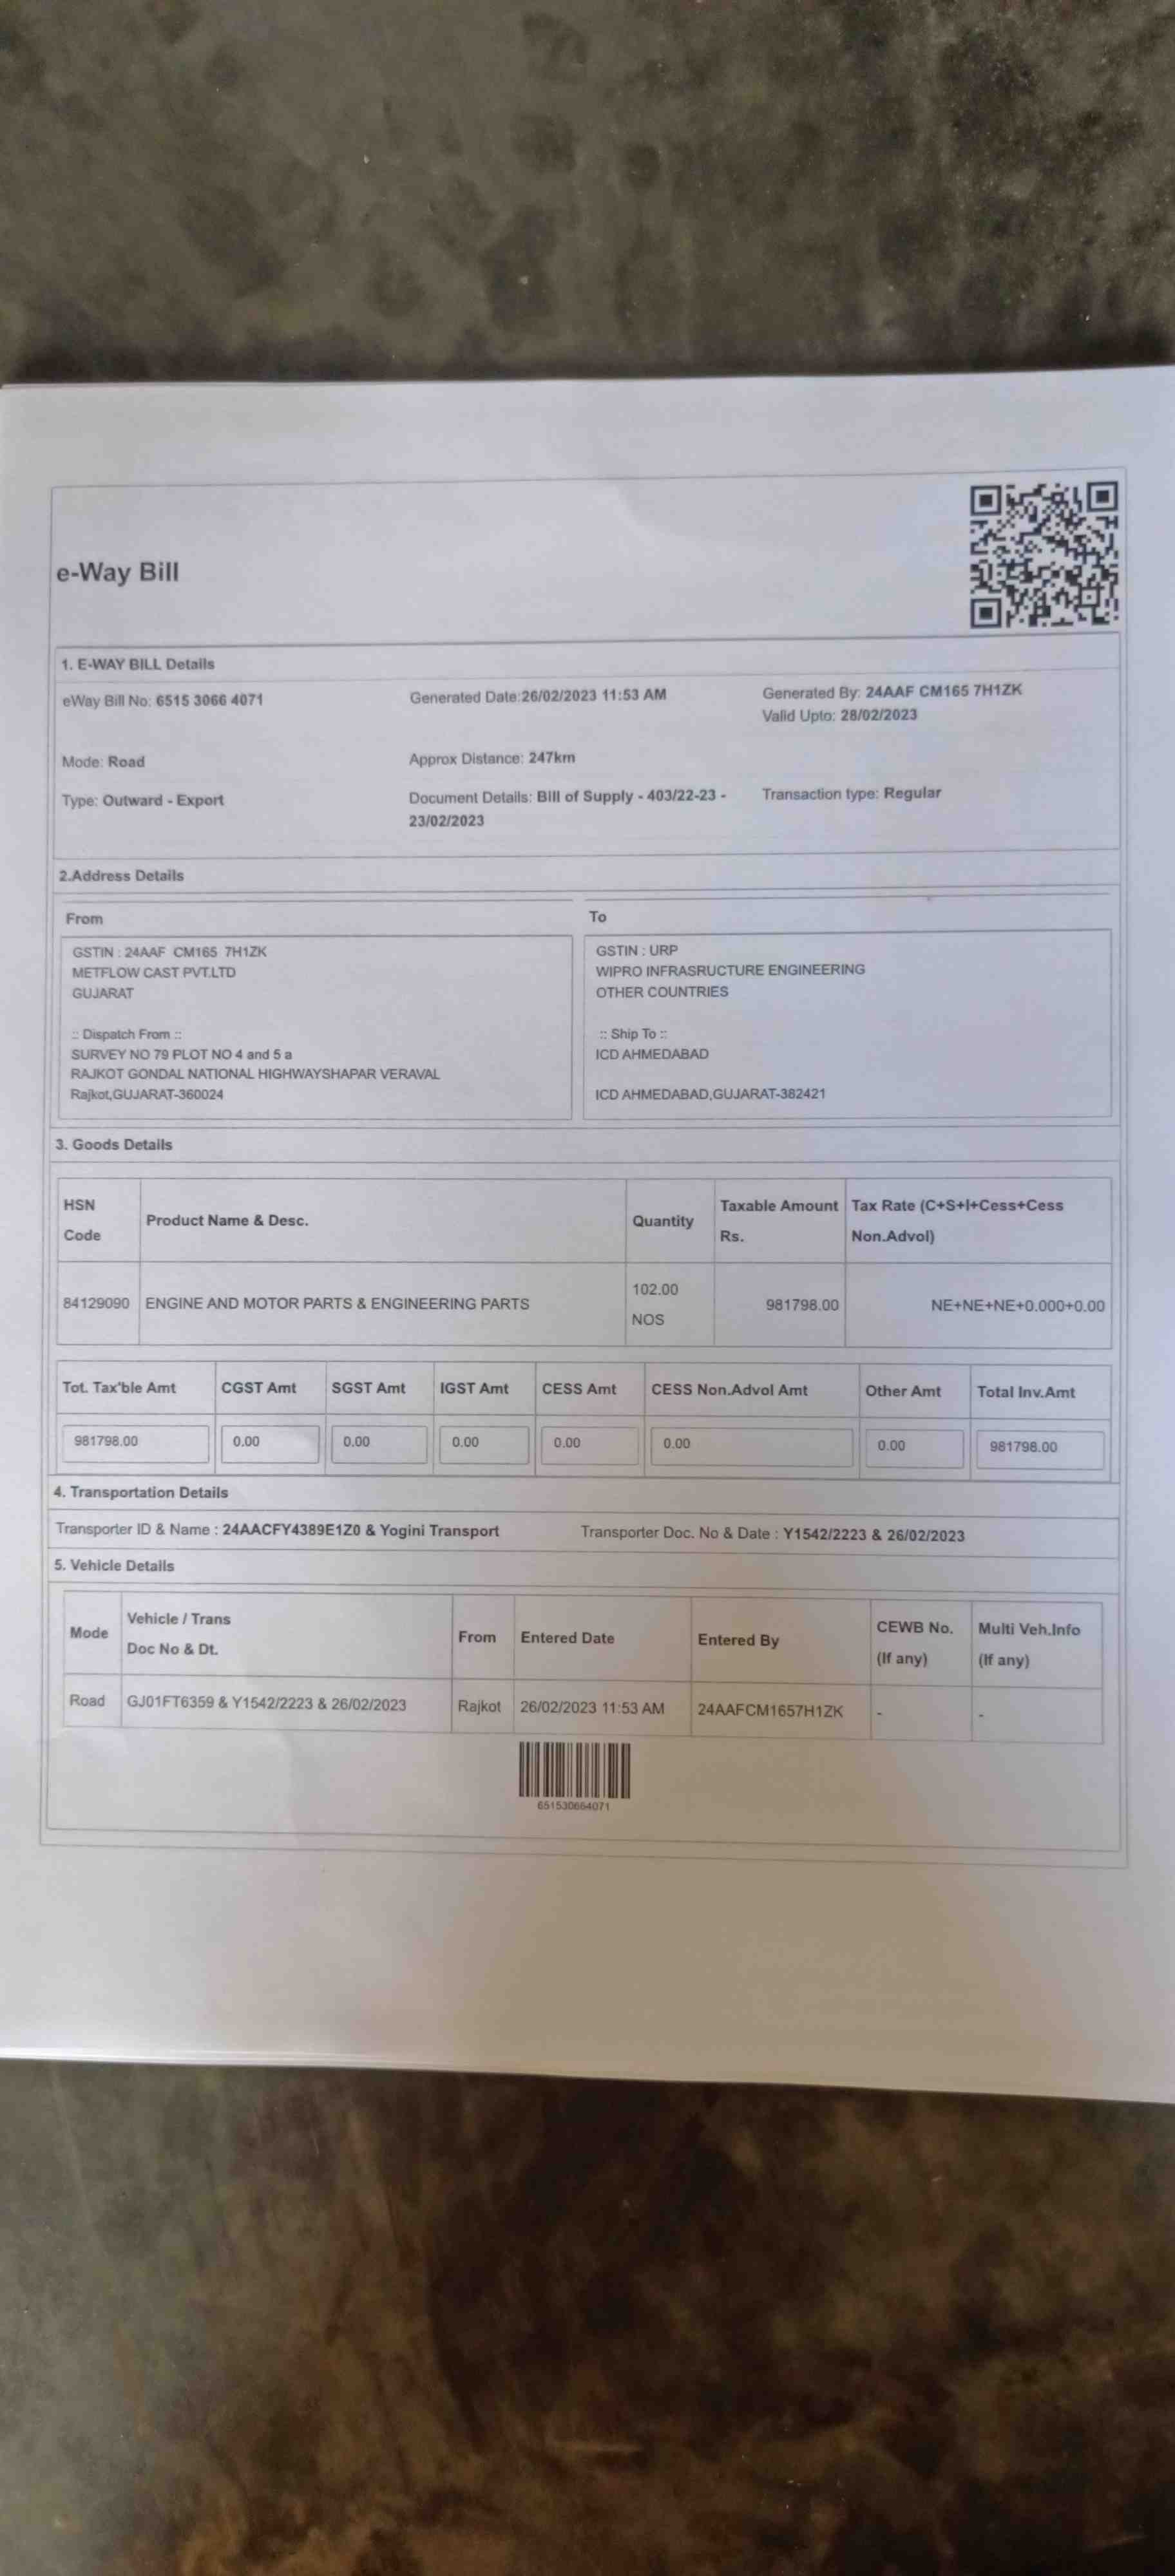 e-Way Bill
1. E-WAY BILL Details
eWay Bill No: 6515 3066 4071 Generated Date:26/02/2023 11:53 AM Generated By: 24AAF CM165 7H1ZK
Valid Upto: 28/02/2023
Mode: Road Approx Distance: 247km
Type: Outward - Export Document Details: Bill of Supply - 403/22-23 - Transaction type: Regular
23/02/2023
2.Address Details
From To
GSTIN : 24AAF CM165 7H1ZK GSTIN : URP
METFLOW CAST PVT.LTD WIPRO INFRASRUCTURE ENGINEERING
GUJARAT OTHER COUNTRIES
:: Dispatch From :: :: Ship To ::
SURVEY NO 79 PLOT NO 4 and 5 a ICD AHMEDABAD
RAJKOT GONDAL NATIONAL HIGHWAYSHAPAR VERAVAL
Rajkot,GUJARAT-360024 ICD AHMEDABAD,GUJARAT-382421
3. Goods Details
HSN Taxable Amount Tax Rate (C+S+I+Cess+Cess
Product Name & Desc. Quantity
Code Rs. Non.Advol)
102.00
84129090 ENGINE AND MOTOR PARTS & ENGINEERING PARTS 981798.00 NE+NE+NE+0.000+0.00
NOS
Tot. Tax'ble Amt CGST Amt SGST Amt IGST Amt CESS Amt CESS Non.Advol Amt Other Amt Total Inv.Amt
981798.00 0.00 0.00 0.00 0.00 0.00 0.00 981798.00
4. Transportation Details
Transporter ID & Name : 24AACFY4389E1Z0 & Yogini Transport Transporter Doc. No & Date : Y1542/2223 & 26/02/2023
5. Vehicle Details
Vehicle / Trans CEWB No. Multi Veh.Info
Mode From Entered Date Entered By
Doc No & Dt. (If any) (If any)
Road GJ01FT6359 & Y1542/2223 & 26/02/2023 Rajkot 26/02/2023 11:53 AM 24AAFCM1657H1ZK - -
651530664071